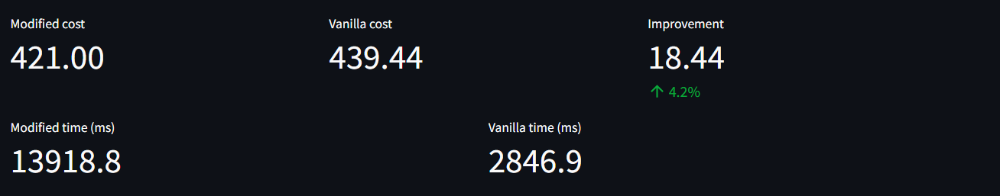 Modified cost
Vanilla cost
Improvement
421.00
439.44
18.44
↑ 4.2%
Modified time (ms)
Vanilla time (ms)
13918.8
2846.9